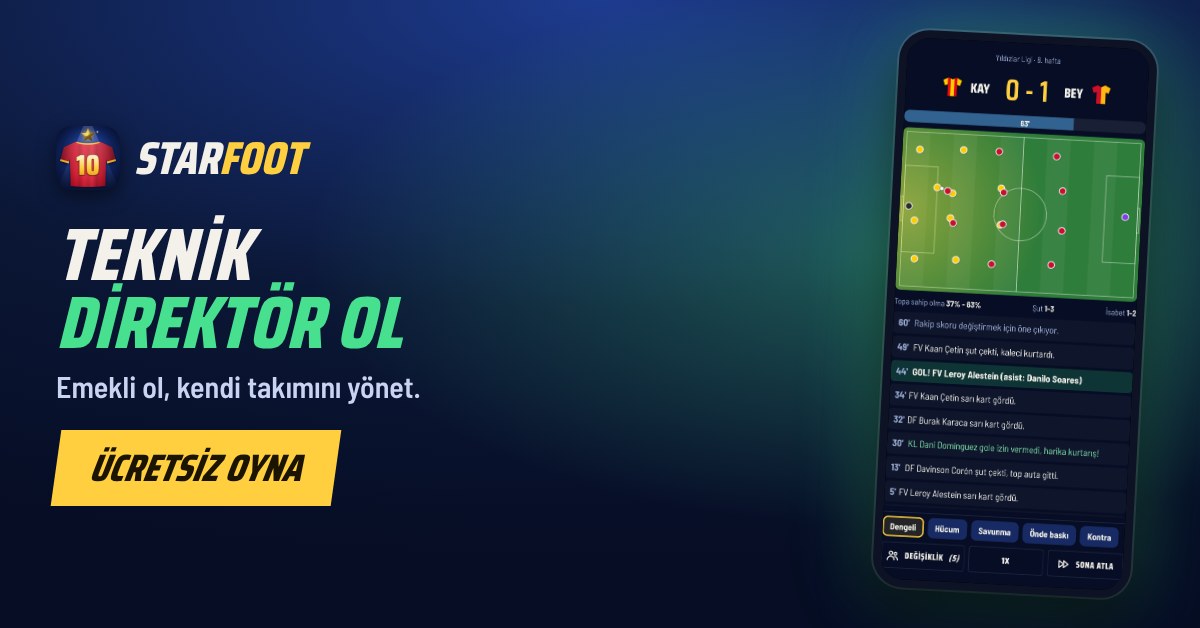 10
STARFOOT
TEKNİK
DİREKTÖR OL
Emekli ol, kendi takımını yönet.
ÜCRETSİZ OYNA
Yıldızlar Ligi · 8. hafta
KAY 0 - 1 BEY
63'
Topa sahip olma 37% - 63% Şut 1-3 İsabet 1-2
60' Rakip skoru değiştirmek için öne çıkıyor.
49' FV Kaan Çetin şut çekti, kaleci kurtardı.
44' GOL! FV Leroy Alestein (asist: Danilo Soares)
34' FV Kaan Çetin sarı kart gördü.
32' DF Burak Karaca sarı kart gördü.
30' KL Dani Dominguez gole izin vermedi, harika kurtarış!
13' DF Davinson Corón şut çekti, top auta gitti.
5' FV Leroy Alestein sarı kart gördü.
Dengeli Hücum Savunma Önde baskı Kontra
DEĞİŞİKLİK (5) 1X SONA ATLA